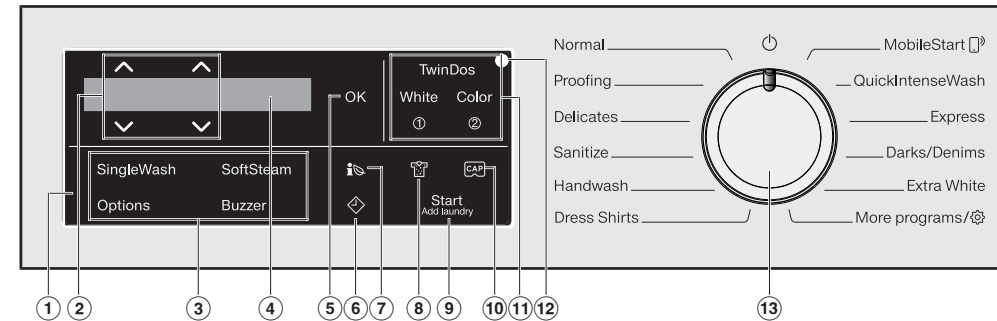 TwinDos
OK White Color
① ②
SingleWash SoftSteam
CAP
Options Buzzer
Start
Add laundry
Normal
Proofing
Delicates
Sanitize
Handwash
Dress Shirts
MobileStart
QuickIntenseWash
Express
Darks/Denims
Extra White
More programs/
① ② ③ ④ ⑤ ⑥ ⑦ ⑧ ⑨ ⑩ ⑪ ⑫ ⑬